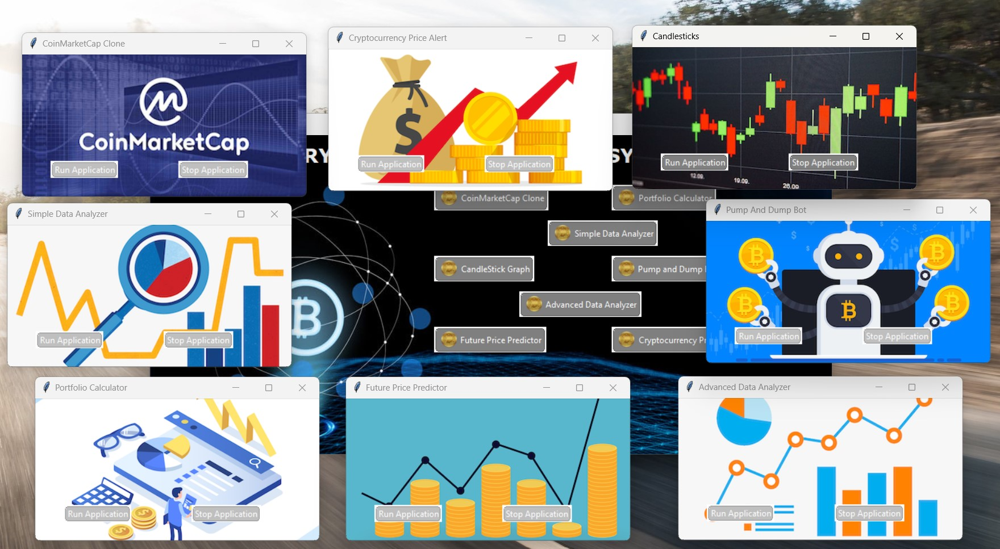 CoinMarketCap Clone
CoinMarketCap
Run Application
Stop Application
Cryptocurrency Price Alert
$
Run Application
Stop Application
Candlesticks
Run Application
Stop Application
12.09.
19.09.
26.09.
RY
SY
CoinMarketCap Clone
Portfolio Calculator
Simple Data Analyzer
CandleStick Graph
Pump and Dump
Advanced Data Analyzer
Future Price Predictor
Cryptocurrency Pr
Simple Data Analyzer
Run Application
Stop Application
Pump And Dump Bot
Run Application
Stop Application
Portfolio Calculator
Run Application
Stop Application
Future Price Predictor
Run Application
Stop Application
Advanced Data Analyzer
Run Application
Stop Application